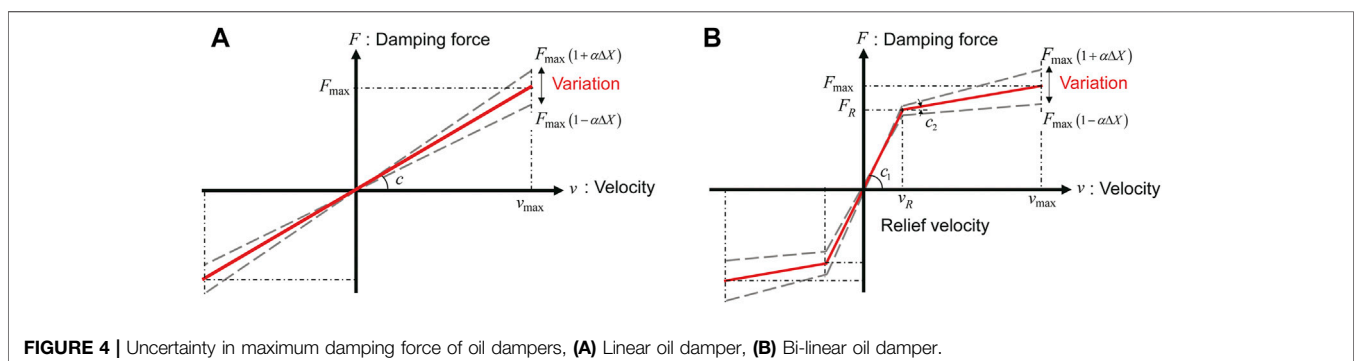 A
F : Damping force
F_max (1+αΔX)
F_max
Variation
F_max (1−αΔX)
c
v : Velocity
v_max
B
F : Damping force
F_max (1+αΔX)
F_max
Variation
F_R
c_2
F_max (1−αΔX)
c_1
v : Velocity
v_R
v_max
Relief velocity
FIGURE 4 | Uncertainty in maximum damping force of oil dampers, (A) Linear oil damper, (B) Bi-linear oil damper.